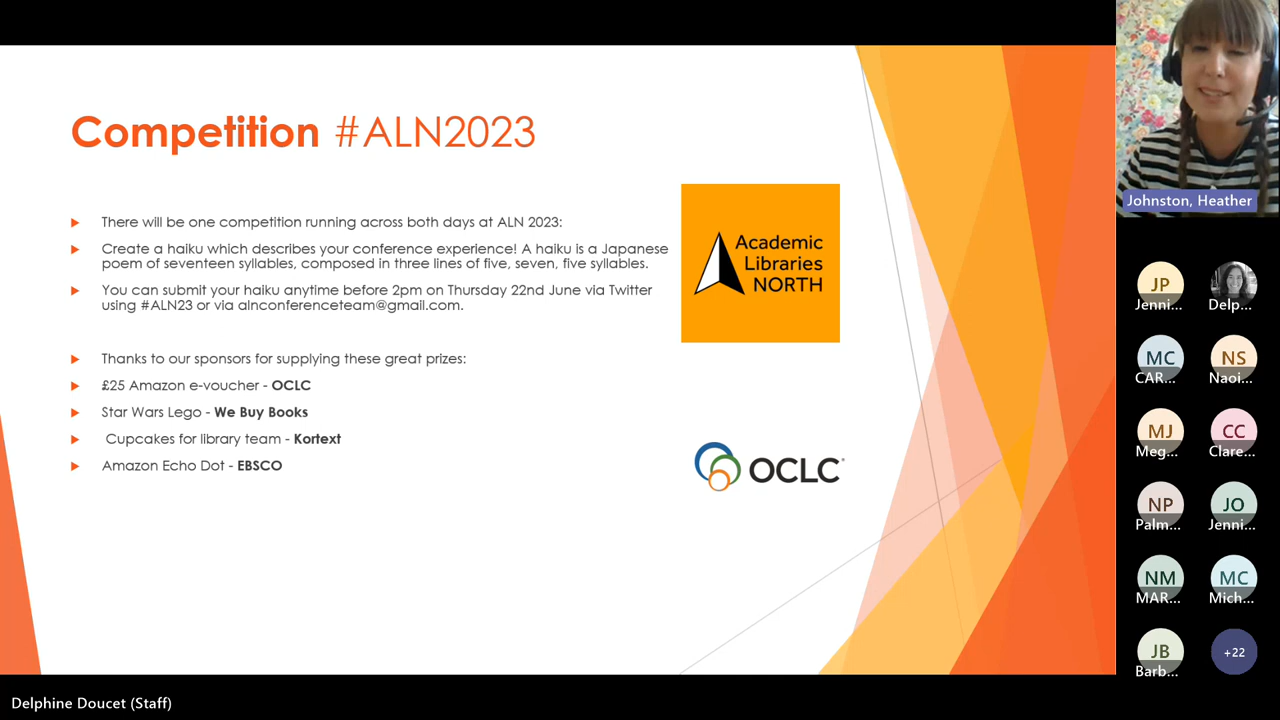 Competition #ALN2023
There will be one competition running across both days at ALN 2023:
Create a haiku which describes your conference experience! A haiku is a Japanese
poem of seventeen syllables, composed in three lines of five, seven, five syllables.
You can submit your haiku anytime before 2pm on Thursday 22nd June via Twitter
using #ALN23 or via alnconferenceteam@gmail.com.
Thanks to our sponsors for supplying these great prizes:
£25 Amazon e-voucher - OCLC
Star Wars Lego - We Buy Books
Cupcakes for library team - Kortext
Amazon Echo Dot - EBSCO
Academic
Libraries
NORTH
OCLC
Johnston, Heather
JP
Jenni...
Delp...
MC
CAR...
NS
Naoi...
MJ
Meg...
CC
Clare...
NP
Palm...
JO
Jenni...
NM
MAR...
MC
Mich...
JB
Barb...
+22
Delphine Doucet (Staff)